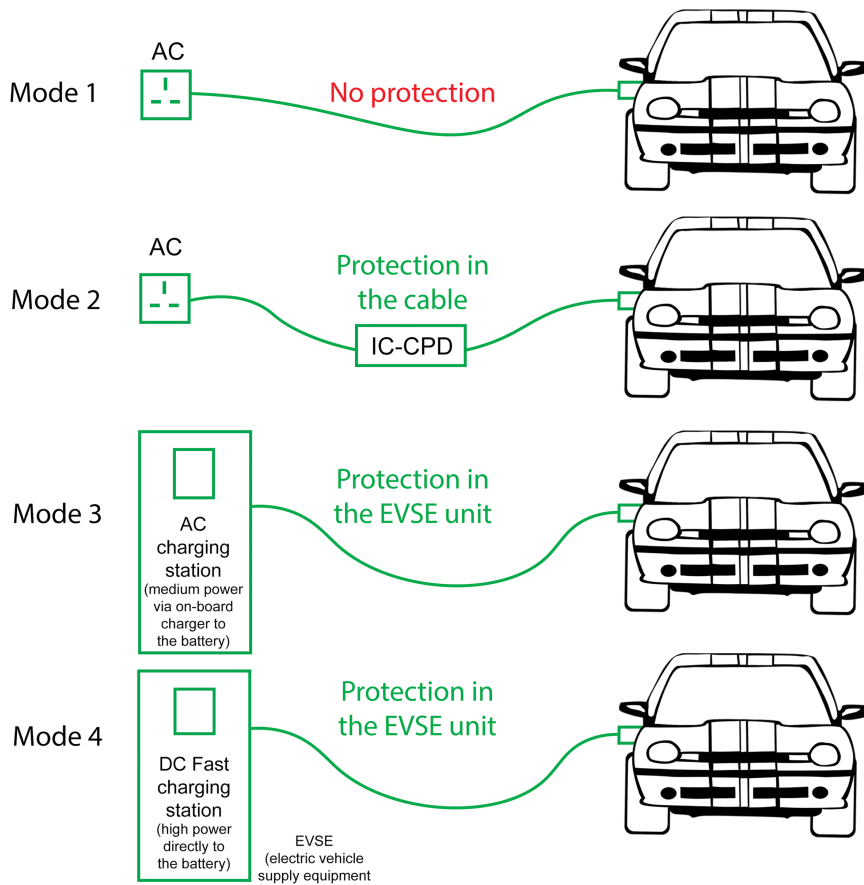 AC
Mode 1
No protection
AC
Mode 2
Protection in
the cable
IC-CPD
Mode 3
AC
charging
station
(medium power
via on-board
charger to
the battery)
Protection in
the EVSE unit
Mode 4
DC Fast
charging
station
(high power
directly to
the battery)
Protection in
the EVSE unit
EVSE
(electric vehicle
supply equipment